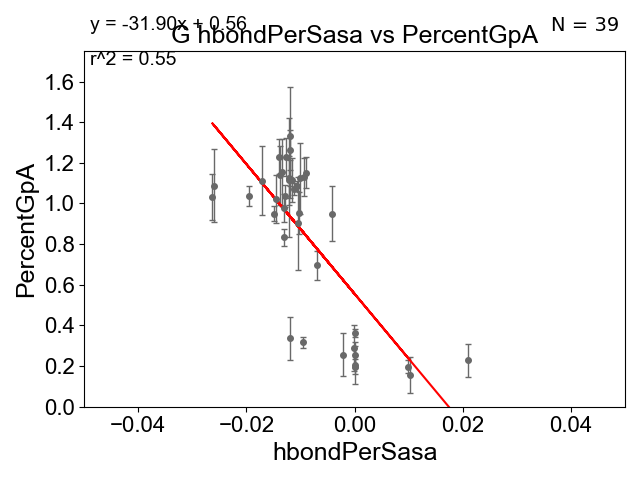 y = -31.90x + 0.56
G hbondPerSasa vs PercentGpA
N = 39
r^2 = 0.55
PercentGpA
1.6
1.4
1.2
1.0
0.8
0.6
0.4
0.2
0.0
−0.04 −0.02 0.00 0.02 0.04
hbondPerSasa